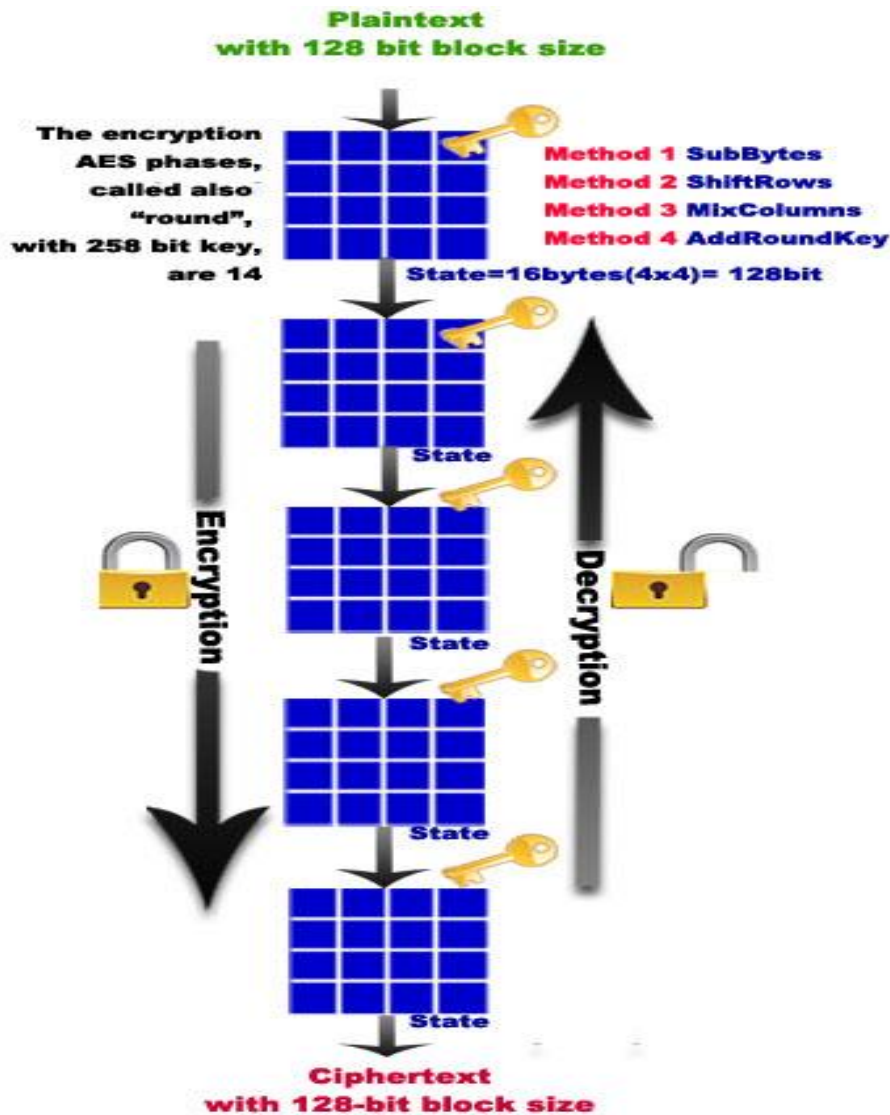 Plaintext
with 128 bit block size
The encryption
AES phases,
called also
“round”,
with 258 bit key,
are 14
Method 1 SubBytes
Method 2 ShiftRows
Method 3 MixColumns
Method 4 AddRoundKey
State=16bytes(4x4)= 128bit
State
Encryption
Decryption
State
State
State
Ciphertext
with 128-bit block size